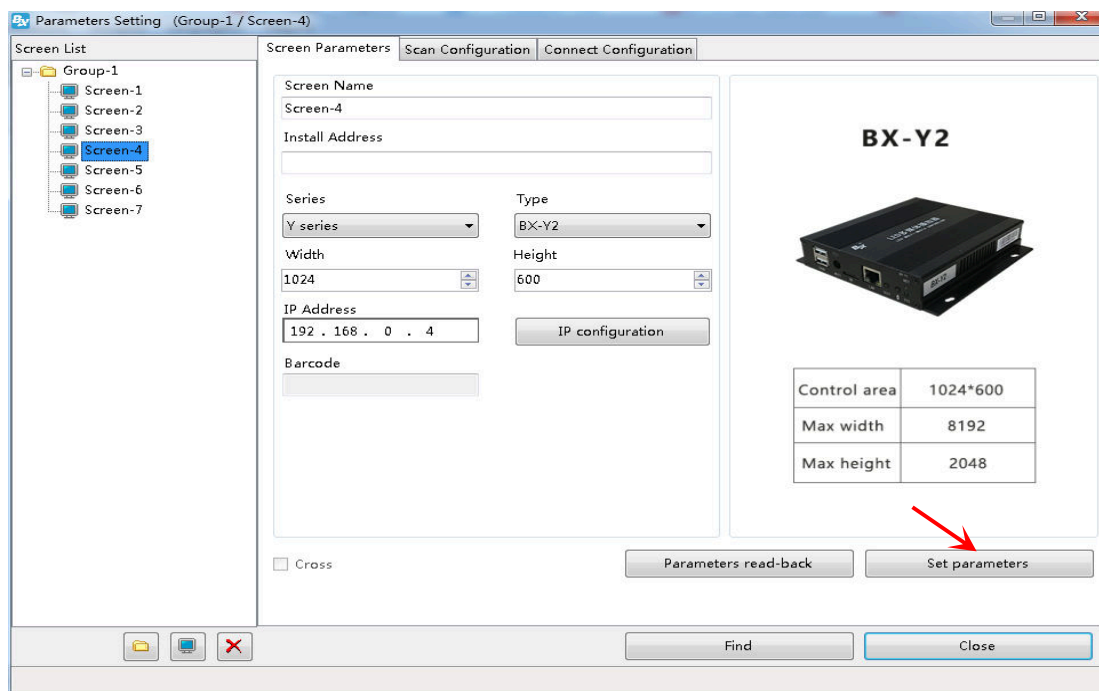 Parameters Setting (Group-1 / Screen-4)
Screen List
Group-1
Screen-1
Screen-2
Screen-3
Screen-4
Screen-5
Screen-6
Screen-7
Screen Parameters
Scan Configuration
Connect Configuration
Screen Name
Screen-4
Install Address
Series
Type
Y series
BX-Y2
Width
Height
1024
600
IP Address
192 . 168 . 0 . 4
IP configuration
Barcode
BX-Y2
BX-Y2
Control area 1024*600
Max width 8192
Max height 2048
Cross
Parameters read-back
Set parameters
Find
Close